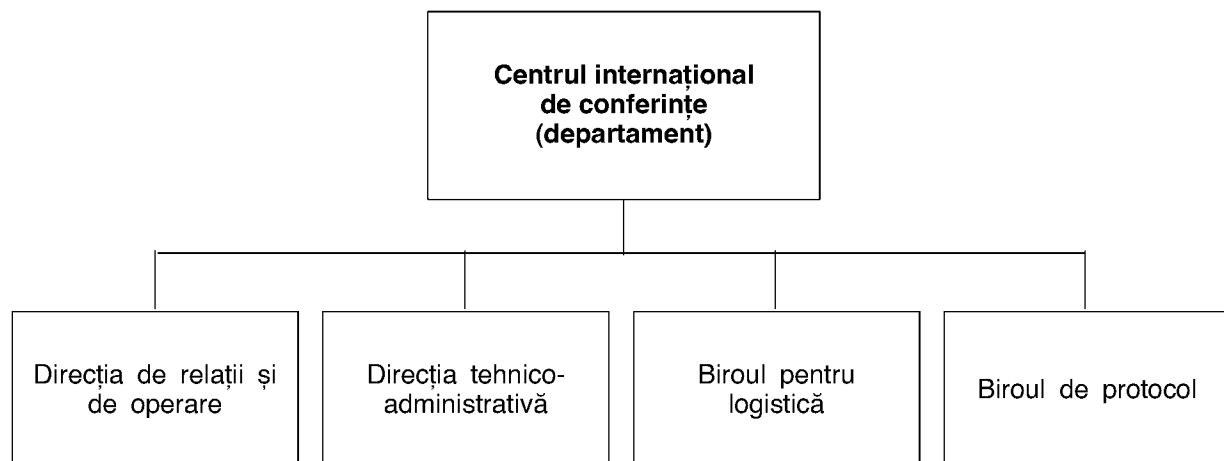 Centrul internațional
de conferințe
(departament)
Direcția de relații și
de operare
Direcția tehnico-
administrativă
Biroul pentru
logistică
Biroul de protocol